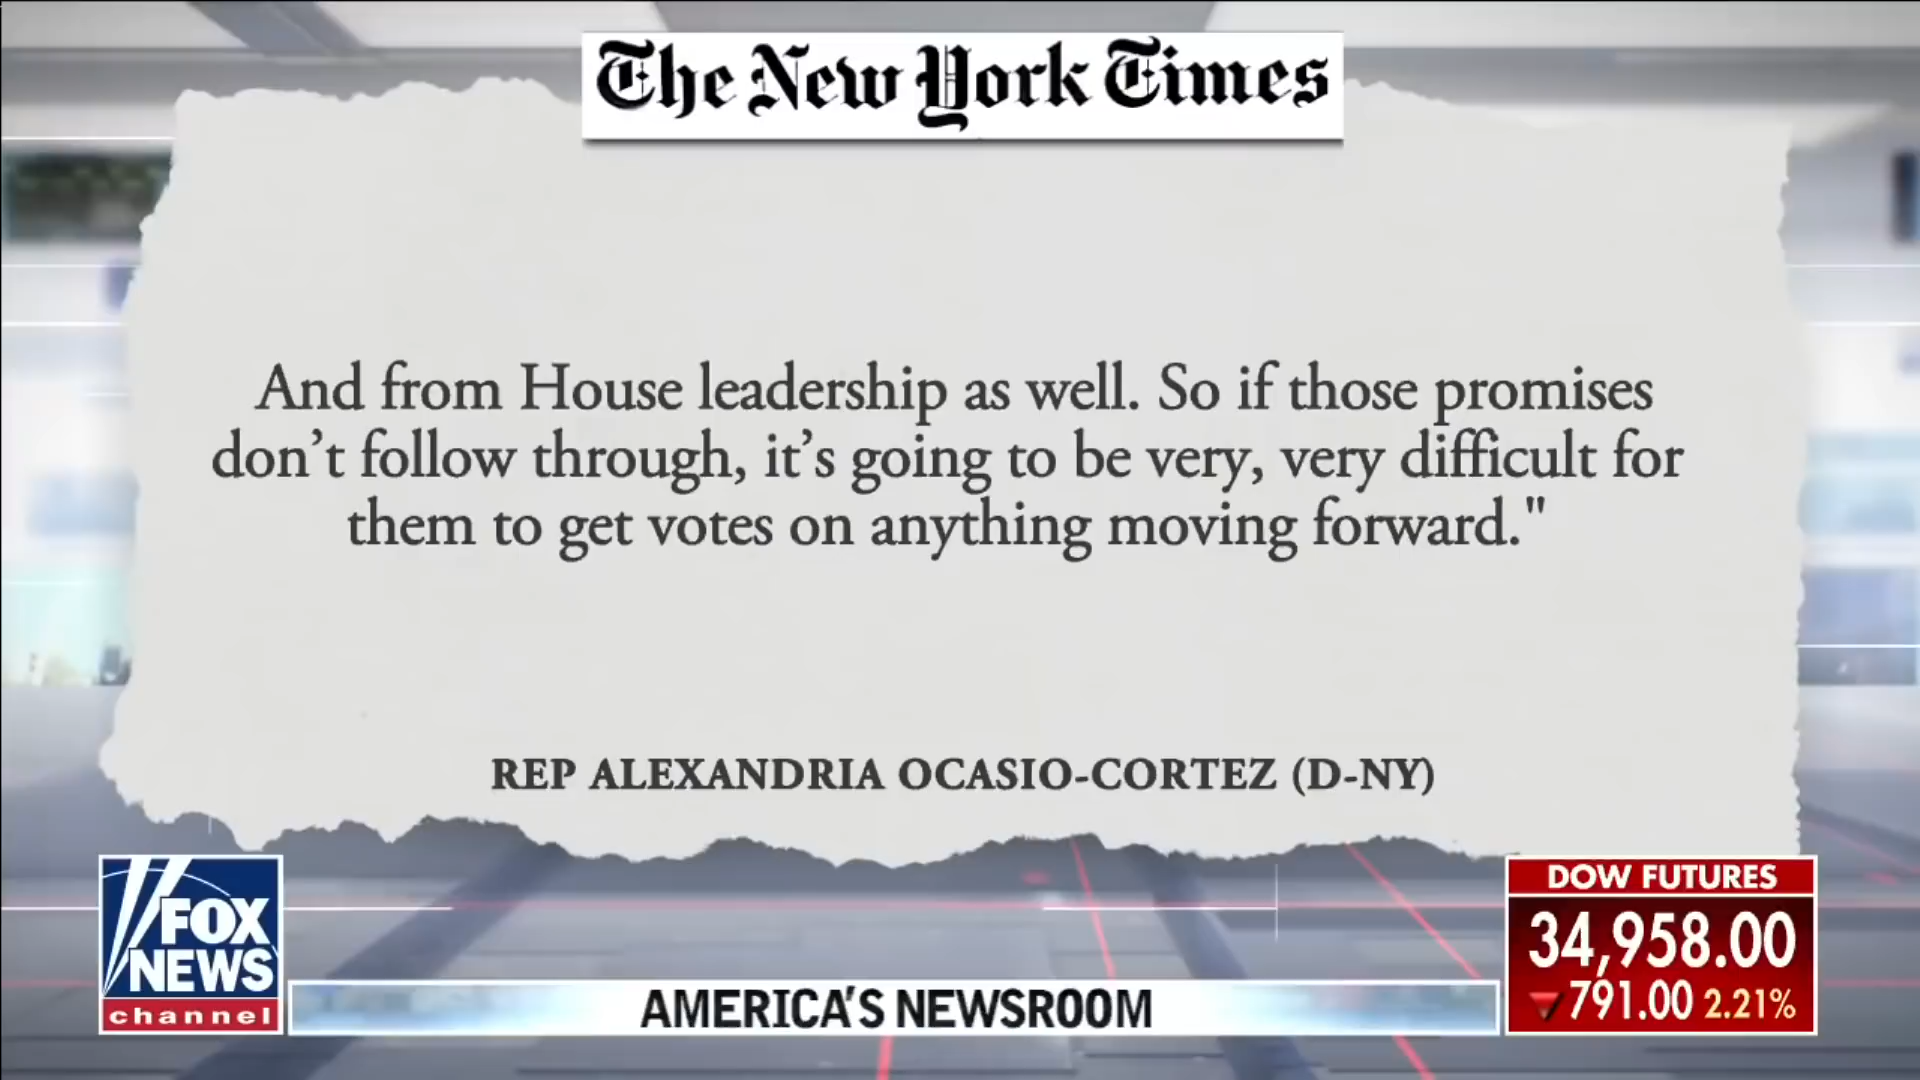 The New York Times
And from House leadership as well. So if those promises
don’t follow through, it’s going to be very, very difficult for
them to get votes on anything moving forward."
REP ALEXANDRIA OCASIO-CORTEZ (D-NY)
FOX
NEWS
channel
AMERICA’S NEWSROOM
DOW FUTURES
34,958.00
791.00 2.21%